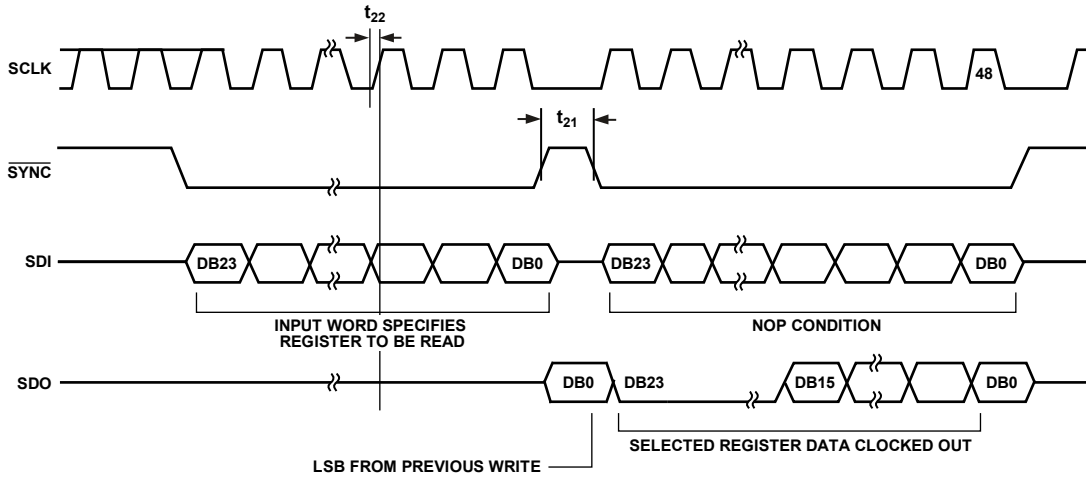 t22
SCLK
48
t21
SYNC
SDI
DB23
DB0
DB23
DB0
INPUT WORD SPECIFIES
REGISTER TO BE READ
NOP CONDITION
SDO
DB0
DB23
DB15
DB0
SELECTED REGISTER DATA CLOCKED OUT
LSB FROM PREVIOUS WRITE